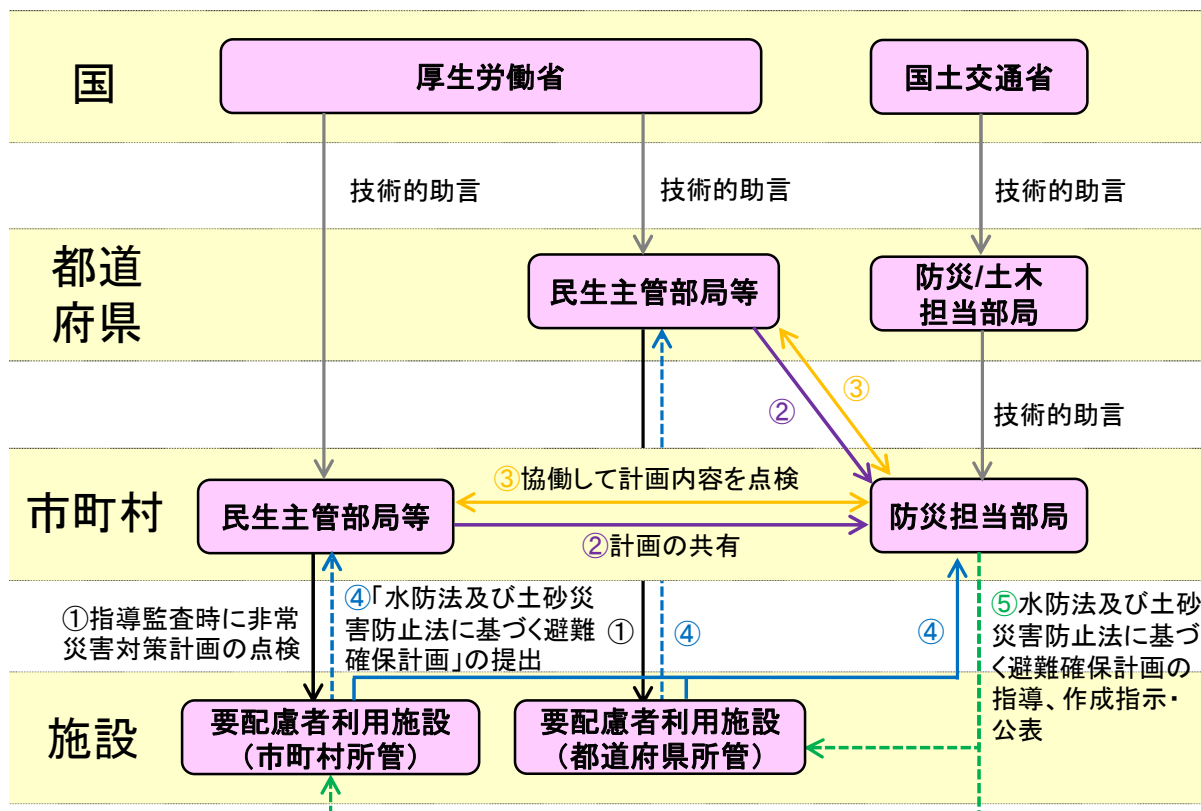 国
厚生労働省
国土交通省
技術的助言
技術的助言
技術的助言
都道
府県
民生主管部局等
防災/土木
担当部局
③
②
技術的助言
市町村
民生主管部局等
③協働して計画内容を点検
②計画の共有
防災担当部局
①指導監査時に非常
災害対策計画の点検
④「水防法及び土砂災
害防止法に基づく避難
確保計画」の提出
①
④
④
⑤水防法及び土砂
災害防止法に基づ
く避難確保計画の
指導、作成指示・
公表
施設
要配慮者利用施設
(市町村所管)
要配慮者利用施設
(都道府県所管)